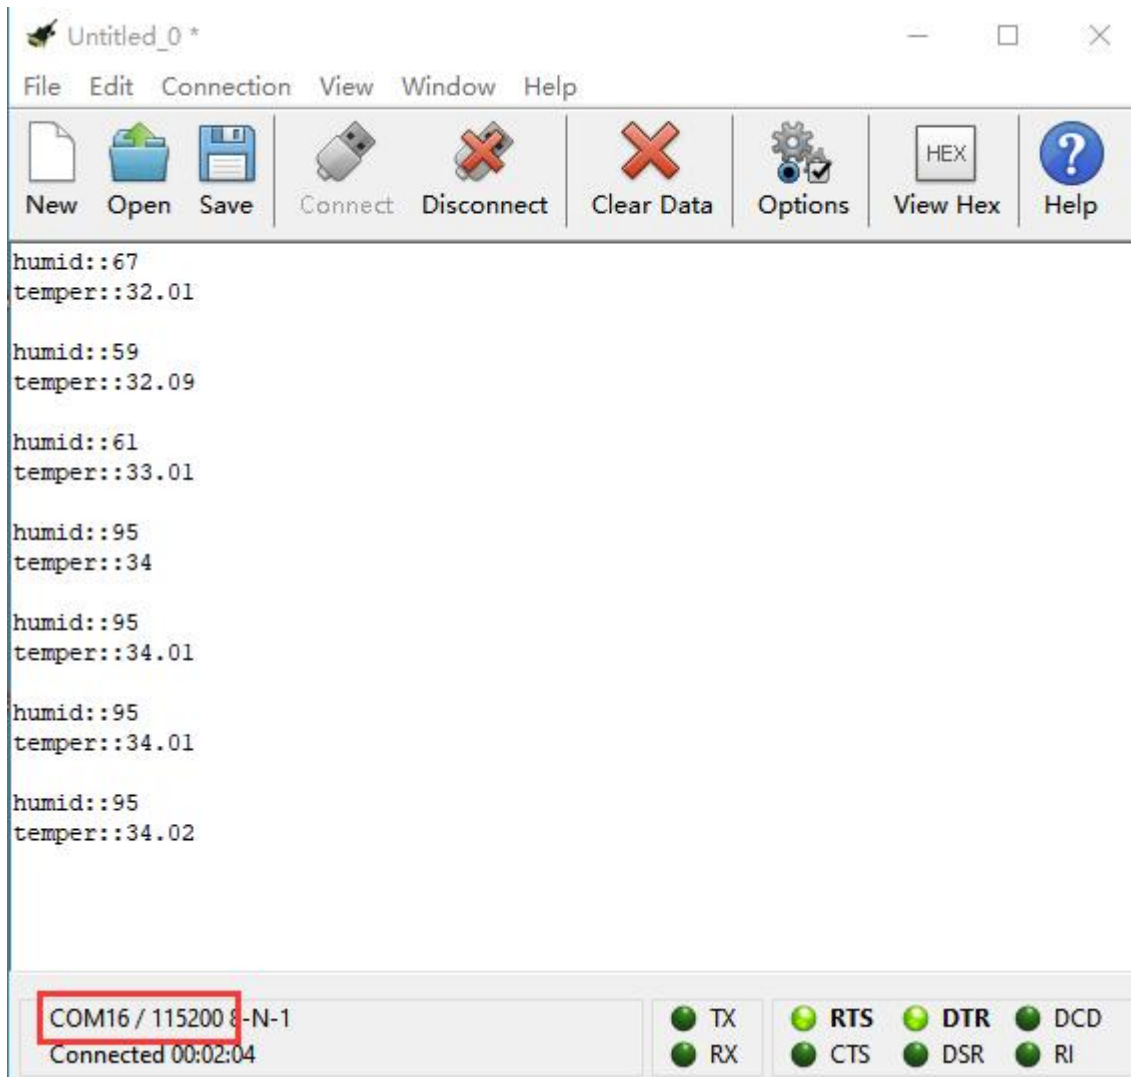 Untitled_0 *
File Edit Connection View Window Help
New Open Save Connect Disconnect Clear Data Options HEX View Hex ? Help
humid::67
temper::32.01
humid::59
temper::32.09
humid::61
temper::33.01
humid::95
temper::34
humid::95
temper::34.01
humid::95
temper::34.01
humid::95
temper::34.02
COM16 / 115200 8-N-1 TX RTS DTR DCD
Connected 00:02:04 RX CTS DSR RI